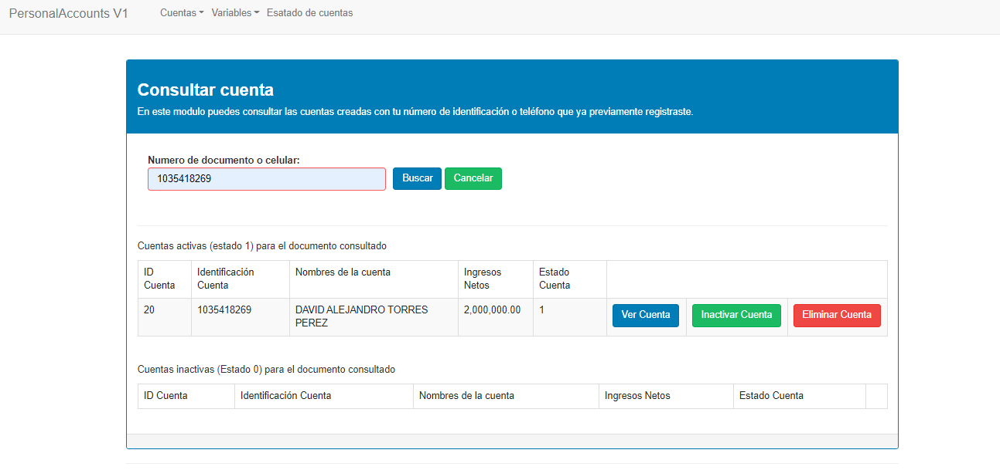 PersonalAccounts V1 Cuentas Variables Esatado de cuentas
Consultar cuenta
En este modulo puedes consultar las cuentas creadas con tu número de identificación o teléfono que ya previamente registraste.
Numero de documento o celular:
1035418269 Buscar Cancelar
Cuentas activas (estado 1) para el documento consultado
ID Cuenta Identificación Cuenta Nombres de la cuenta Ingresos Netos Estado Cuenta
20 1035418269 DAVID ALEJANDRO TORRES PEREZ 2,000,000.00 1 Ver Cuenta Inactivar Cuenta Eliminar Cuenta
Cuentas inactivas (Estado 0) para el documento consultado
ID Cuenta Identificación Cuenta Nombres de la cuenta Ingresos Netos Estado Cuenta